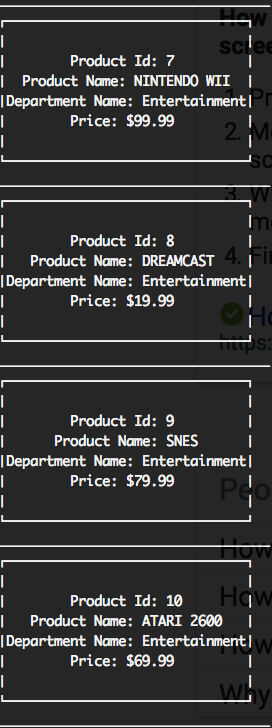 How
scree
1. Pr
2. M
sc
Product Id: 7
Product Name: NINTENDO WII
Department Name: Entertainment
Price: $99.99
3. W
me
4. Fi
Product Id: 8
Product Name: DREAMCAST
Department Name: Entertainment
Price: $19.99
Ho
https:
Product Id: 9
Product Name: SNES
Department Name: Entertainment
Price: $79.99
Peo
How
Product Id: 10
Product Name: ATARI 2600
Department Name: Entertainment
Price: $69.99
How
How
Why